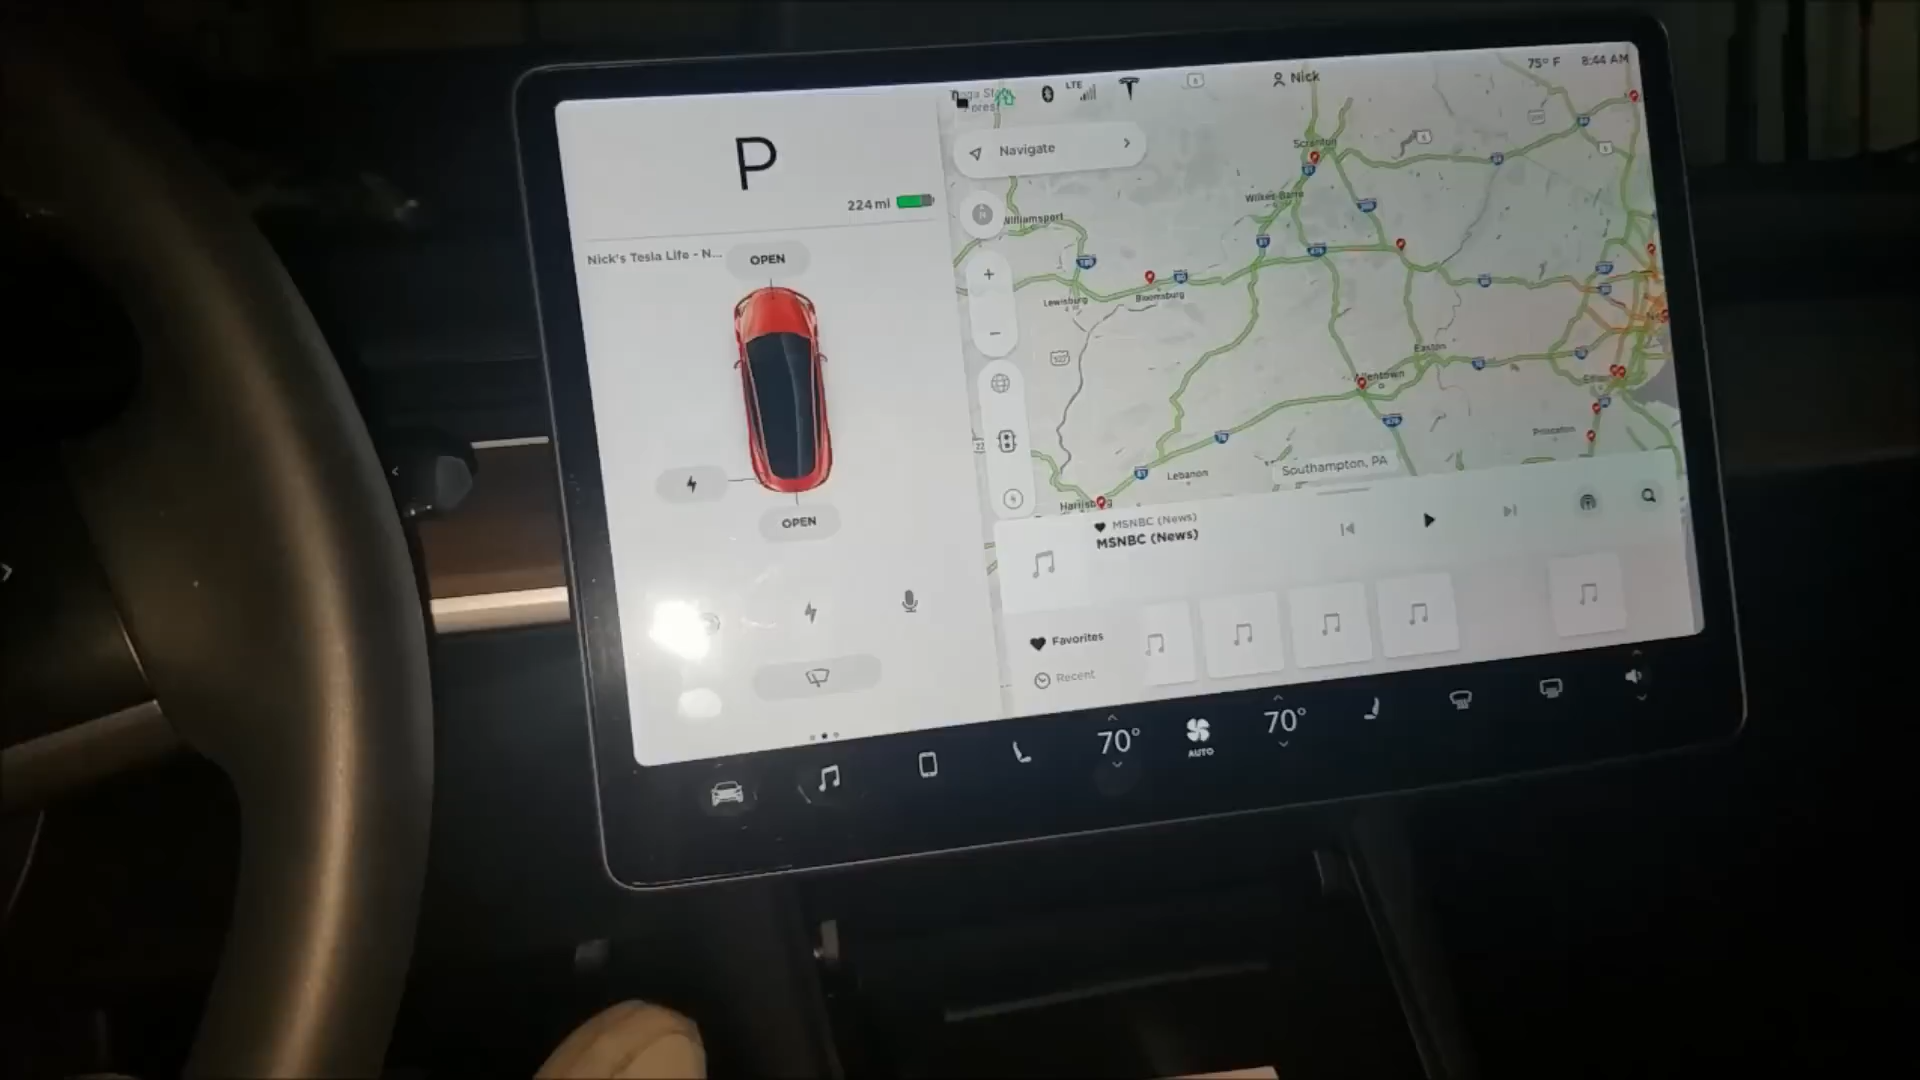 75° F 8:44 AM
LTE
Nick
P
224 mi
Navigate
Nick's Tesla Life - N...
OPEN
OPEN
Scranton
Wilkes-Barre
Williamsport
Lewisburg
Bloomsburg
Easton
Allentown
Princeton
Lebanon
Harrisburg
Southampton, PA
MSNBC (News)
MSNBC (News)
Favorites
Recent
70°
AUTO
70°